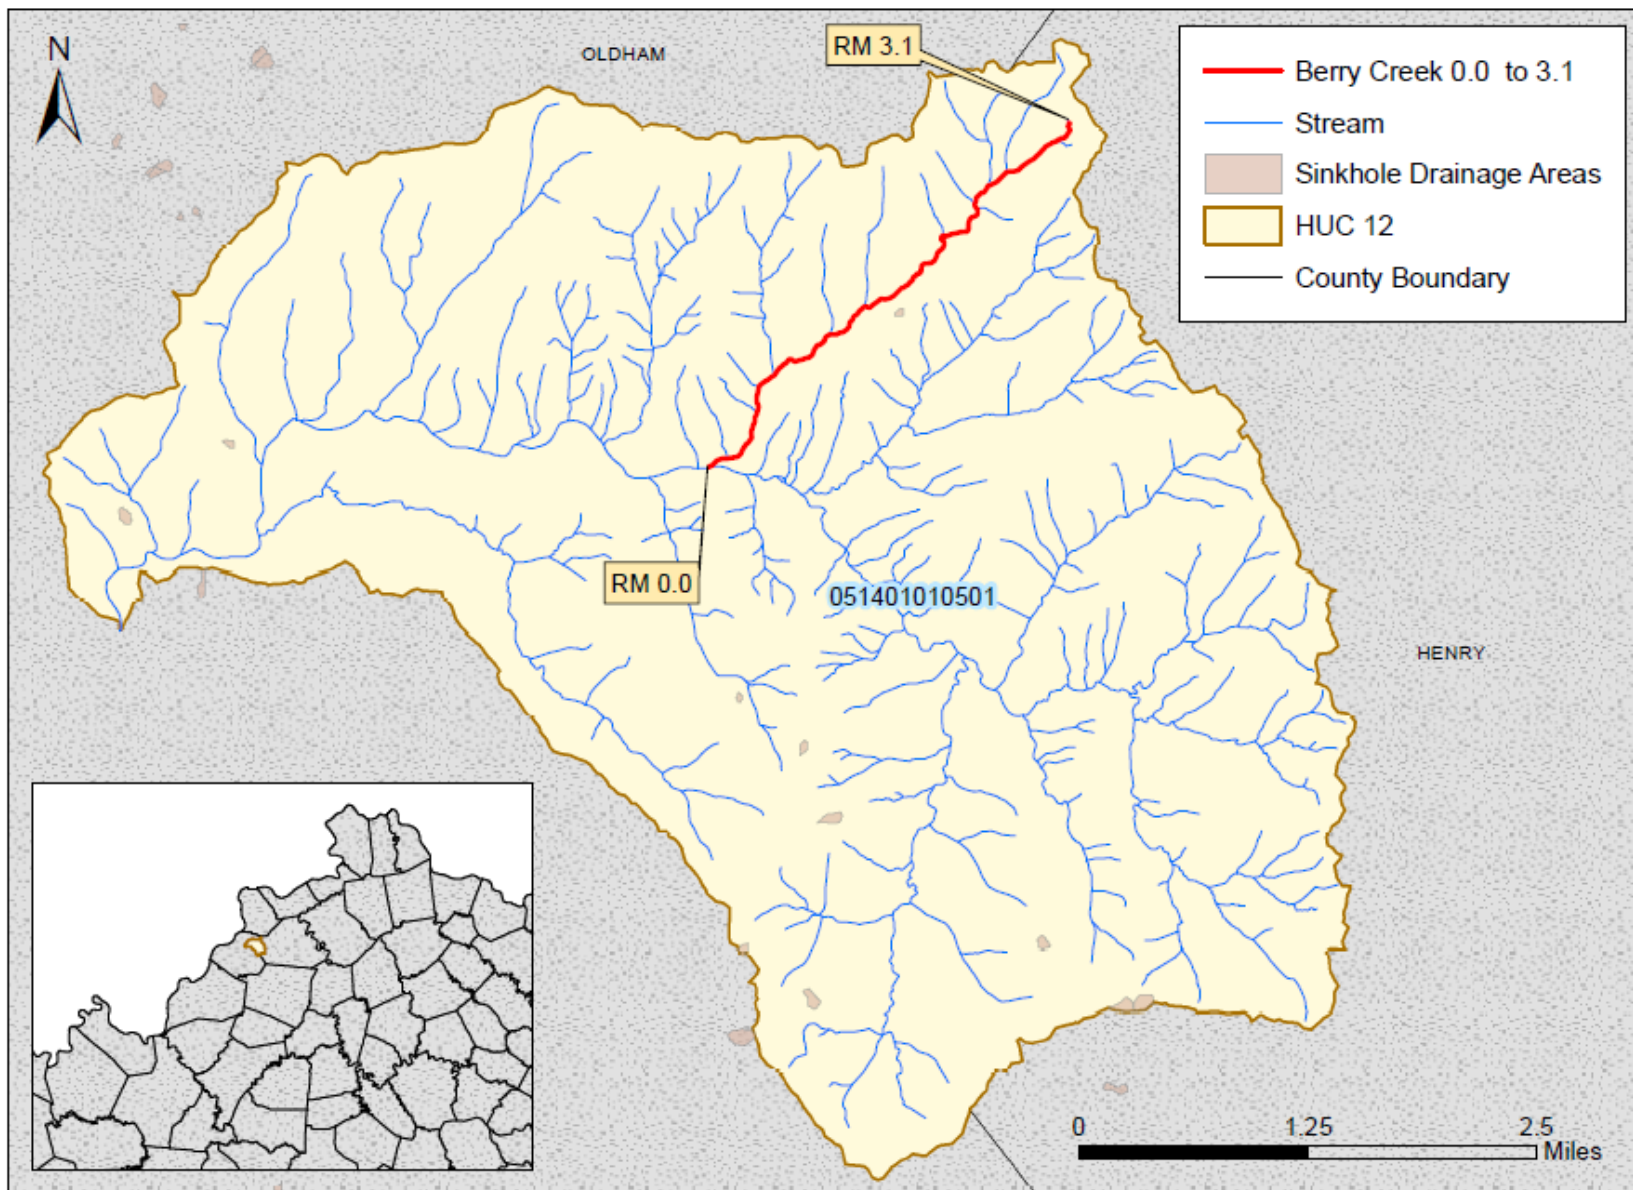 N
OLDHAM
RM 3.1
Berry Creek 0.0 to 3.1
Stream
Sinkhole Drainage Areas
HUC 12
County Boundary
RM 0.0
051401010501
HENRY
0 1.25 2.5
Miles